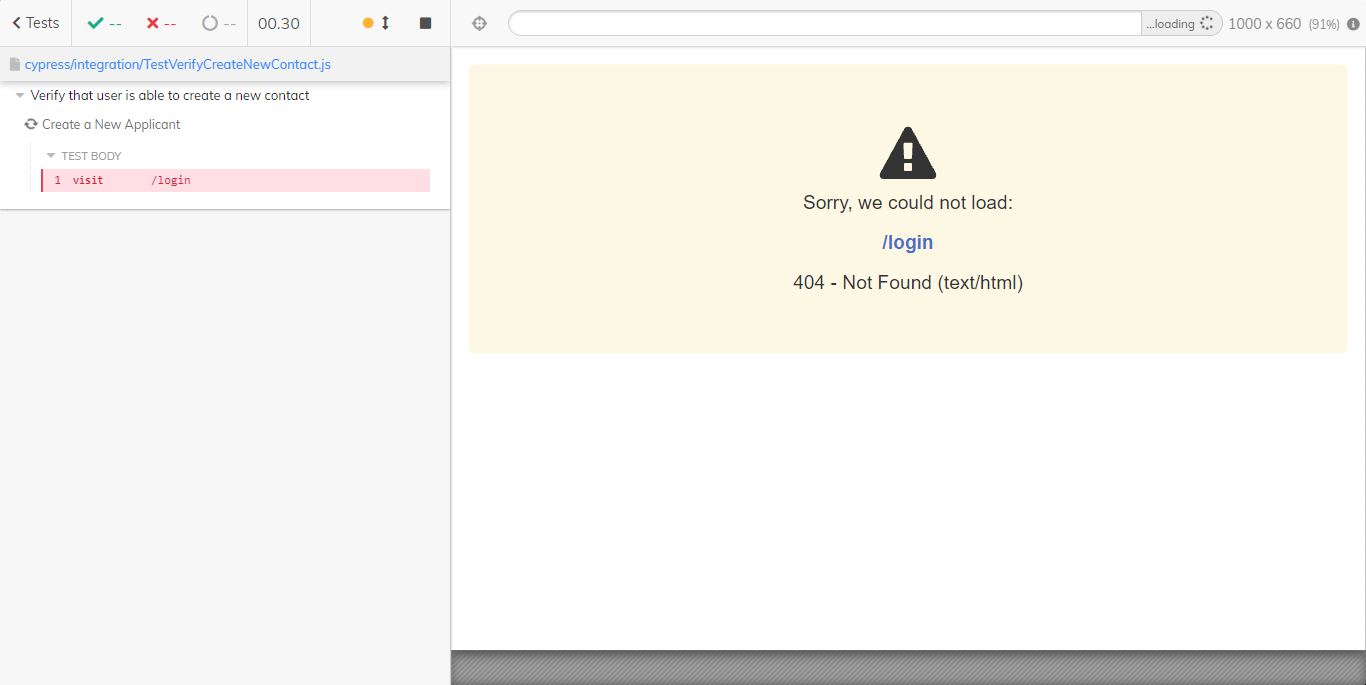 Tests -- -- -- 00.30
...loading 1000 x 660 (91%)
cypress/integration/TestVerifyCreateNewContact.js
Verify that user is able to create a new contact
Create a New Applicant
TEST BODY
1 visit /login
Sorry, we could not load:
/login
404 - Not Found (text/html)